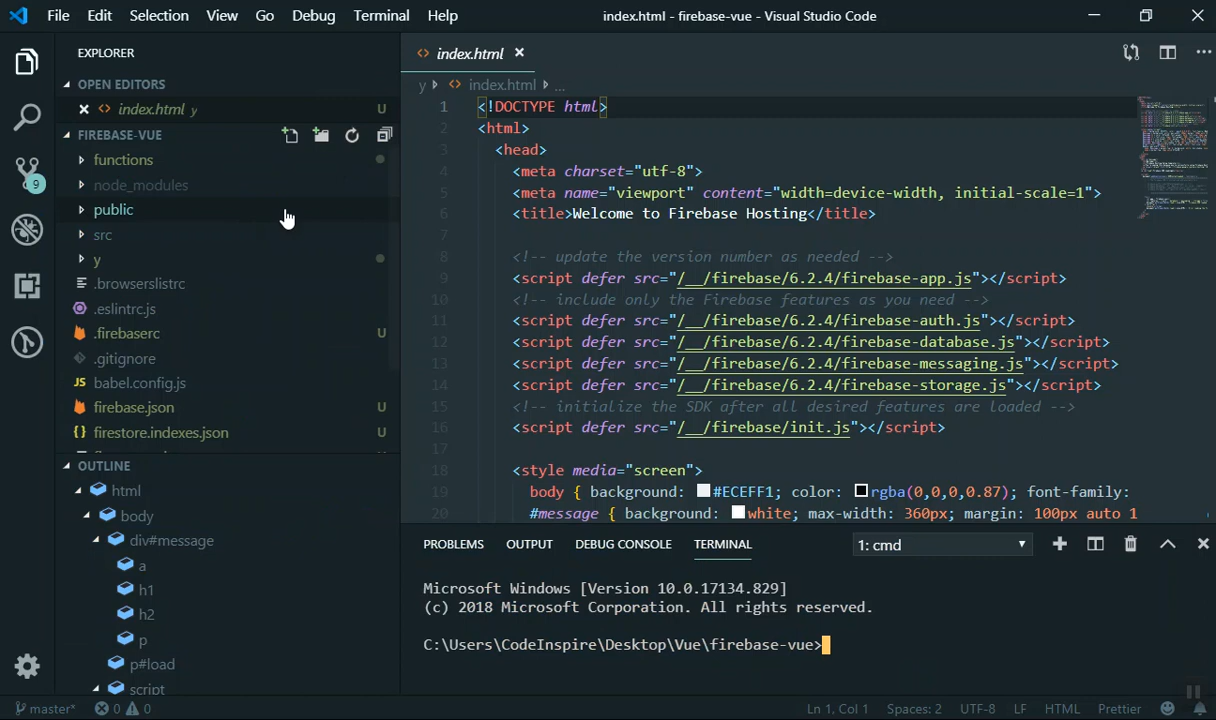 File Edit Selection View Go Debug Terminal Help
index.html - firebase-vue - Visual Studio Code
EXPLORER
OPEN EDITORS
index.html y U
FIREBASE-VUE
functions
node_modules
public
src
y
.browserslistrc
.eslintrc.js
.firebaserc U
.gitignore
JS babel.config.js
firebase.json U
{} firestore.indexes.json U
OUTLINE
html
body
div#message
a
h1
h2
p
p#load
script
9
index.html
y index.html ...
1 <!DOCTYPE html>
2 <html>
3 <head>
4 <meta charset="utf-8">
5 <meta name="viewport" content="width=device-width, initial-scale=1">
6 <title>Welcome to Firebase Hosting</title>
7
8 <!-- update the version number as needed -->
9 <script defer src="/__/firebase/6.2.4/firebase-app.js"></script>
10 <!-- include only the Firebase features as you need -->
11 <script defer src="/__/firebase/6.2.4/firebase-auth.js"></script>
12 <script defer src="/__/firebase/6.2.4/firebase-database.js"></script>
13 <script defer src="/__/firebase/6.2.4/firebase-messaging.js"></script>
14 <script defer src="/__/firebase/6.2.4/firebase-storage.js"></script>
15 <!-- initialize the SDK after all desired features are loaded -->
16 <script defer src="/__/firebase/init.js"></script>
17
18 <style media="screen">
19 body { background: #ECEFF1; color: rgba(0,0,0,0.87); font-family:
20 #message { background: white; max-width: 360px; margin: 100px auto 1
PROBLEMS OUTPUT DEBUG CONSOLE TERMINAL 1: cmd
Microsoft Windows [Version 10.0.17134.829]
(c) 2018 Microsoft Corporation. All rights reserved.
C:\Users\CodeInspire\Desktop\Vue\firebase-vue>
master* 0 0 Ln 1, Col 1 Spaces: 2 UTF-8 LF HTML Prettier